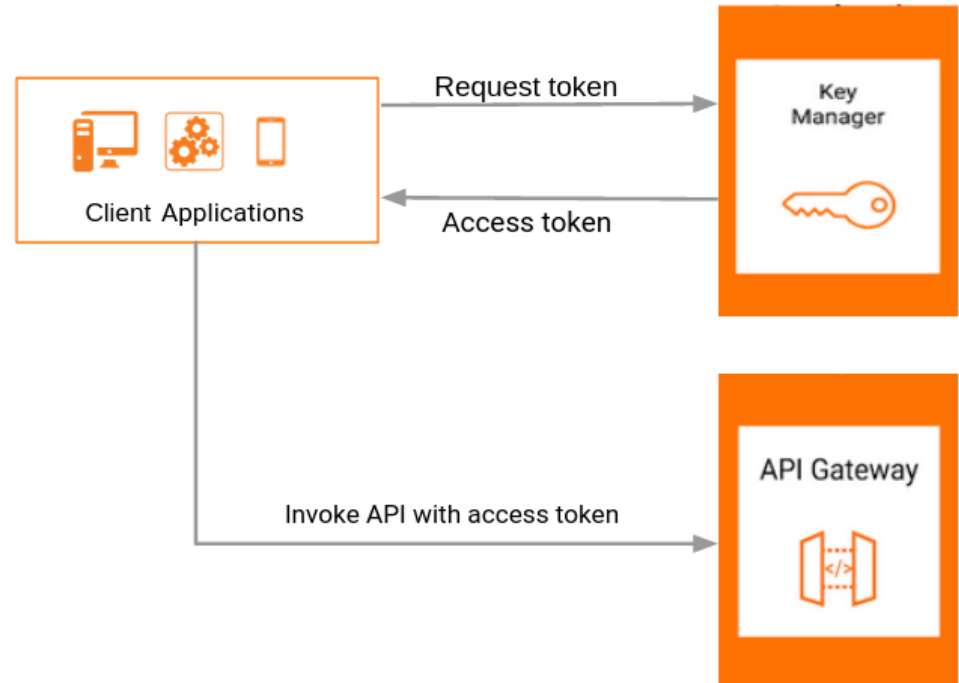 Request token
Key
Manager
Client Applications
Access token
API Gateway
Invoke API with access token
</>